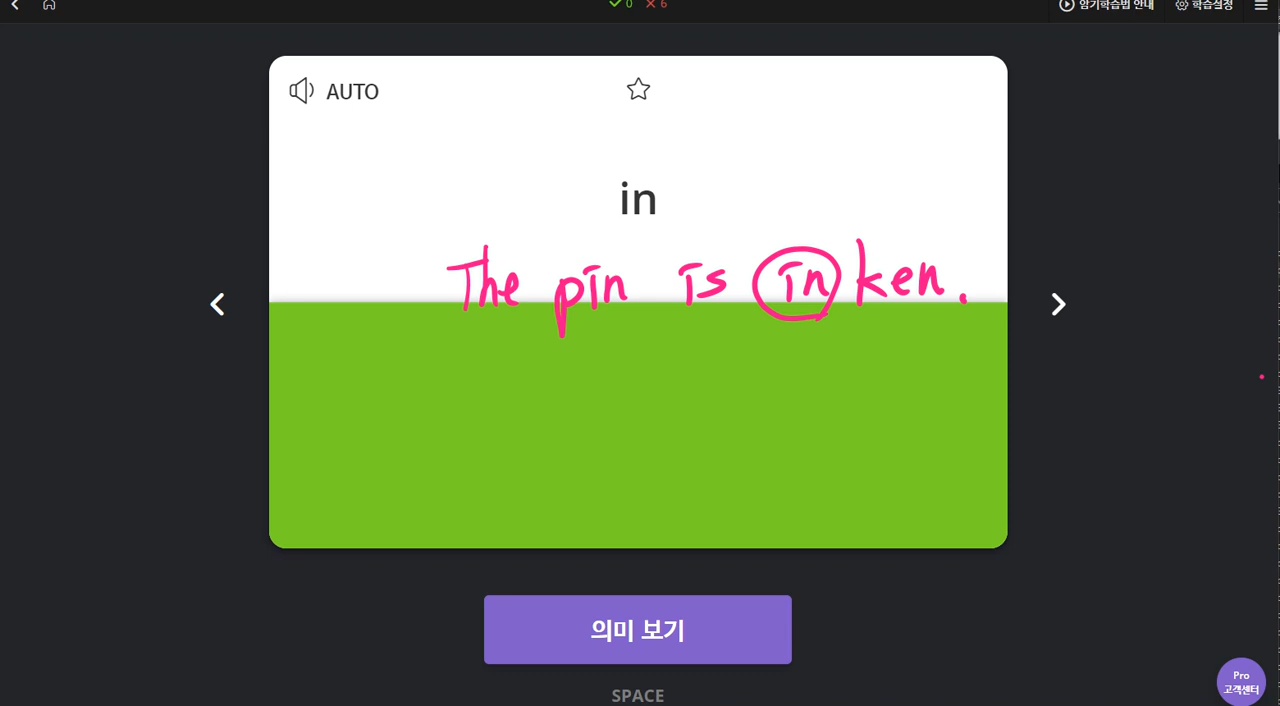 0 6 암기학습법 안내 학습설정
AUTO
in
The pin is in ken.
의미 보기
SPACE
Pro
고객센터